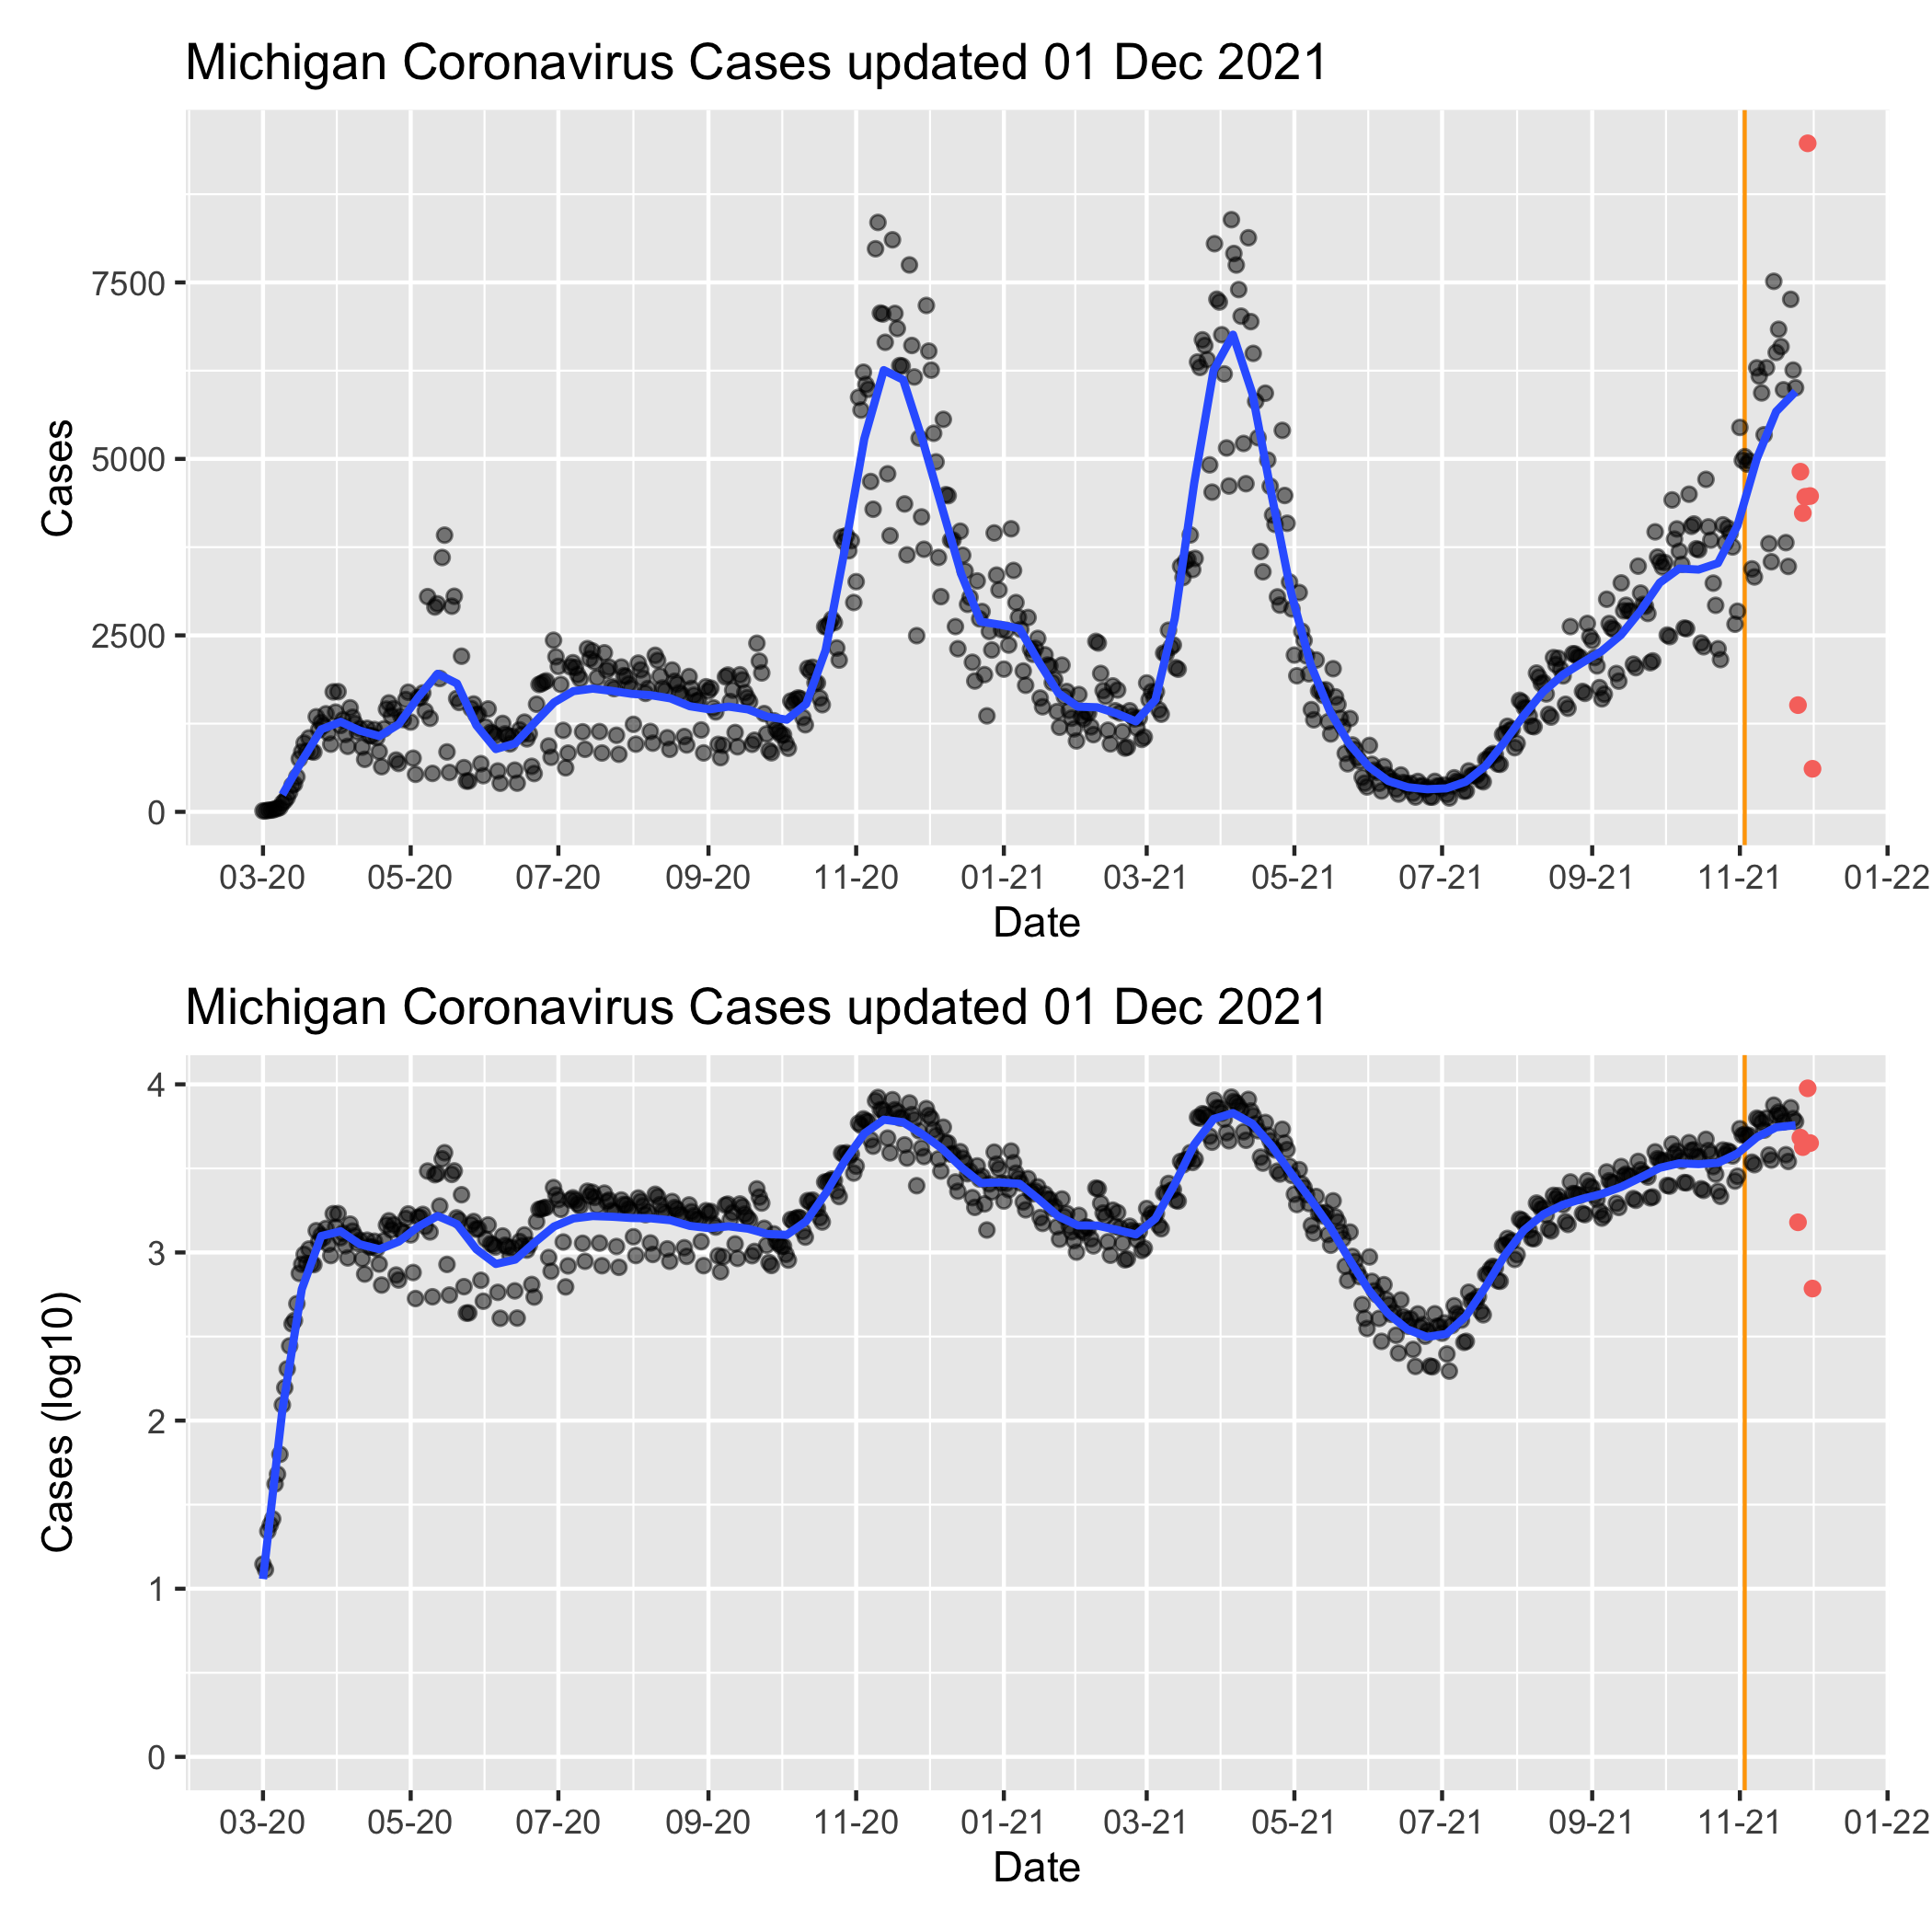 Michigan Coronavirus Cases updated 01 Dec 2021
7500
5000
2500
0
Cases
03-20 05-20 07-20 09-20 11-20 01-21 03-21 05-21 07-21 09-21 11-21 01-22
Date
Michigan Coronavirus Cases updated 01 Dec 2021
4
3
2
1
0
Cases (log10)
03-20 05-20 07-20 09-20 11-20 01-21 03-21 05-21 07-21 09-21 11-21 01-22
Date